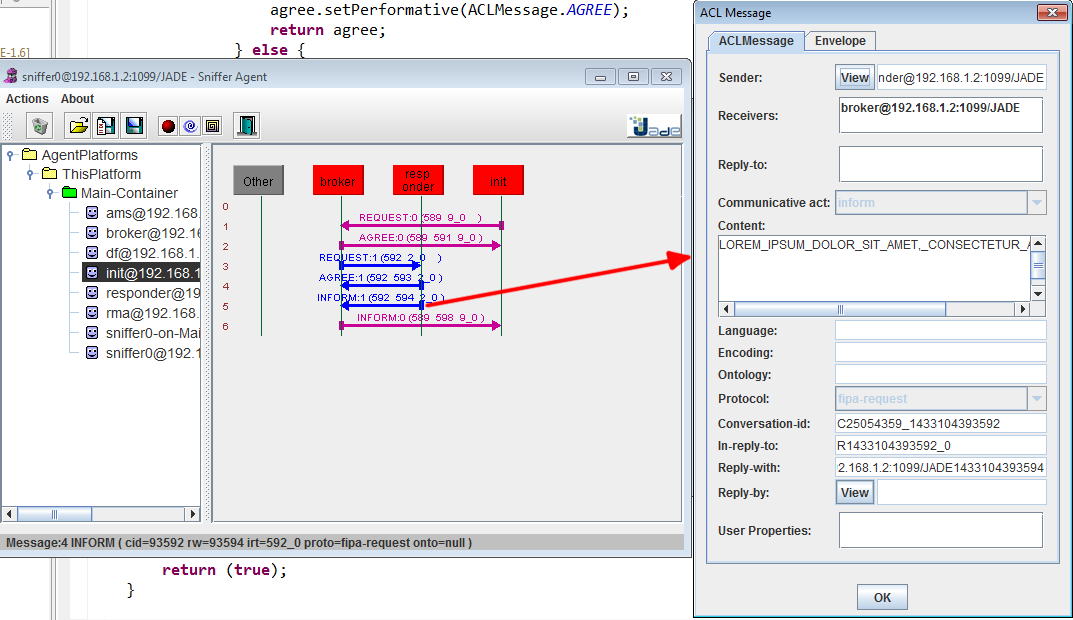 agree.setPerformative(ACLMessage.AGREE);
return agree;
} else {
E-1.6]
sniffer0@192.168.1.2:1099/JADE - Sniffer Agent
Actions About
Jade
AgentPlatforms
ThisPlatform
Main-Container
ams@192.168.
broker@192.16
df@192.168.1.
init@192.168.1
responder@19
rma@192.168.
sniffer0-on-Mai
sniffer0@192.1
Other
broker
resp
onder
init
0
1
2
3
4
5
6
REQUEST:0 (589 9_0 )
AGREE:0 (589 591 9_0 )
REQUEST:1 (592 2_0 )
AGREE:1 (592 593 2_0 )
INFORM:1 (592 594 2_0 )
INFORM:0 (589 598 9_0 )
Message:4 INFORM ( cid=93592 rw=93594 irt=592_0 proto=fipa-request onto=null )
return (true);
}
ACL Message
ACLMessage Envelope
Sender: View nder@192.168.1.2:1099/JADE
Receivers: broker@192.168.1.2:1099/JADE
Reply-to:
Communicative act: inform
Content:
LOREM_IPSUM_DOLOR_SIT_AMET,_CONSECTETUR_A
Language:
Encoding:
Ontology:
Protocol: fipa-request
Conversation-id: C25054359_1433104393592
In-reply-to: R1433104393592_0
Reply-with: 2.168.1.2:1099/JADE1433104393594
Reply-by: View
User Properties:
OK